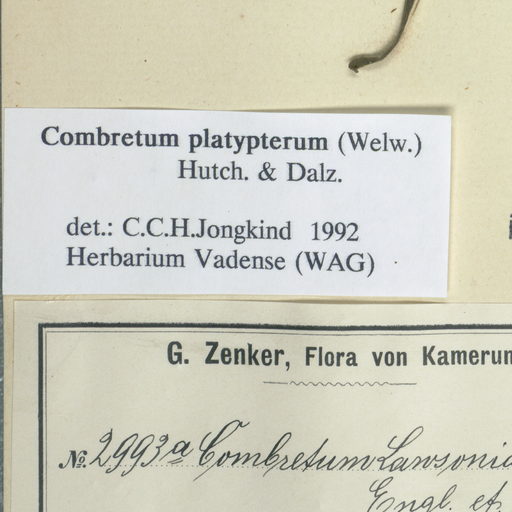 Combretum platypterum (Welw.)
Hutch. & Dalz.
det.: C.C.H.Jongkind 1992
Herbarium Vadense (WAG)
G. Zenker, Flora von Kamerun
№ 2993a Combretum Lawsonia
Engl. et.